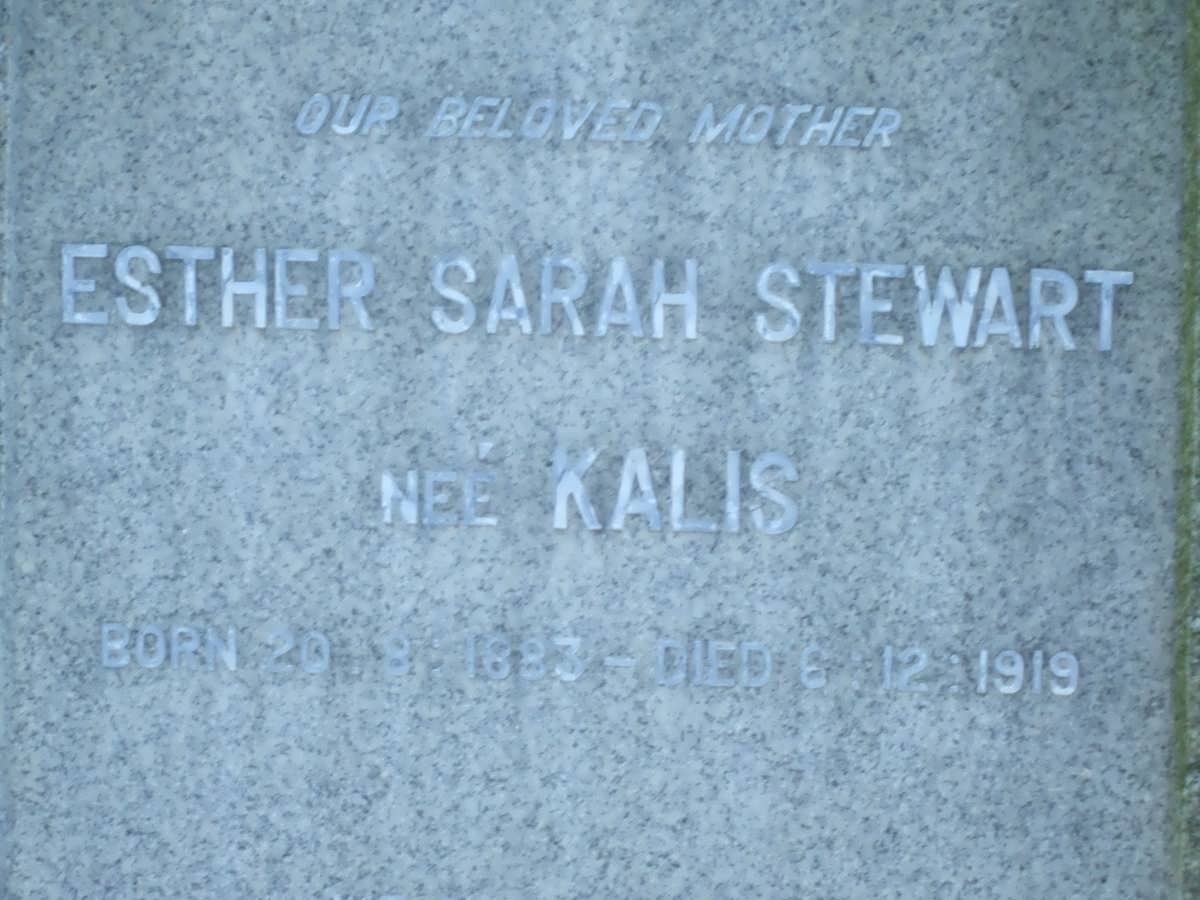 OUR BELOVED MOTHER
ESTHER SARAH STEWART
NEÉ KALIS
BORN 20 : 8 : 1883 – DIED 6 : 12 : 1919